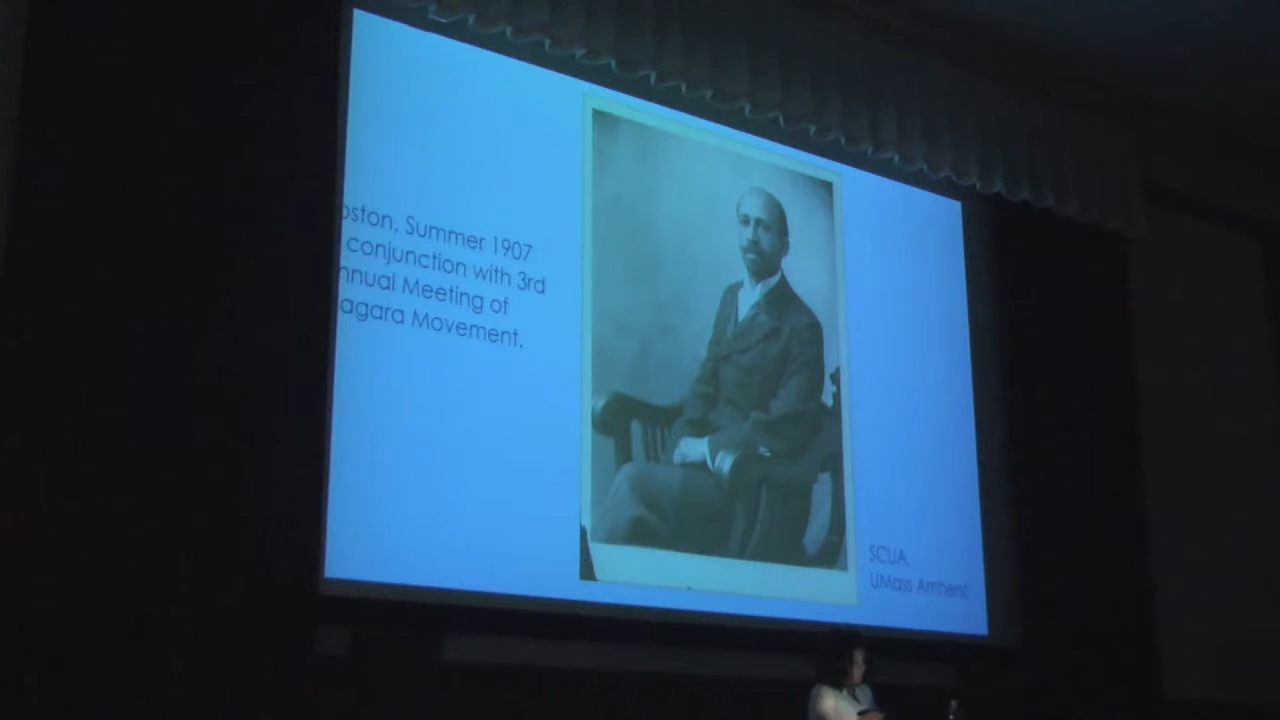 oston, Summer 1907
conjunction with 3rd
nnual Meeting of
agara Movement.
SCUA,
UMass Amherst